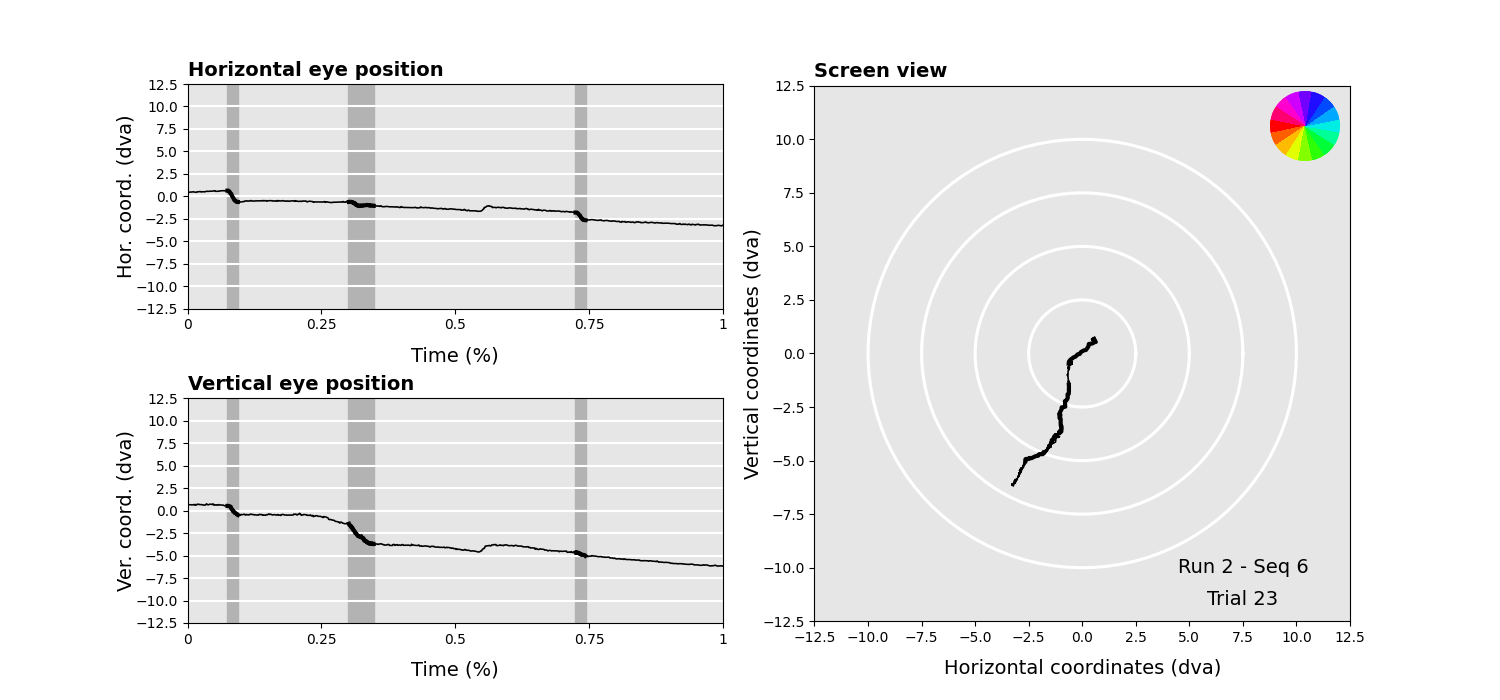 Horizontal eye position
12.5
10.0
7.5
5.0
2.5
0.0
−2.5
−5.0
−7.5
−10.0
−12.5
Hor. coord. (dva)
0 0.25 0.5 0.75 1
Time (%)
Vertical eye position
12.5
10.0
7.5
5.0
2.5
0.0
−2.5
−5.0
−7.5
−10.0
−12.5
Ver. coord. (dva)
0 0.25 0.5 0.75 1
Time (%)
Screen view
12.5
10.0
7.5
5.0
2.5
0.0
−2.5
−5.0
−7.5
−10.0
−12.5
Vertical coordinates (dva)
Run 2 - Seq 6
Trial 23
−12.5 −10.0 −7.5 −5.0 −2.5 0.0 2.5 5.0 7.5 10.0 12.5
Horizontal coordinates (dva)